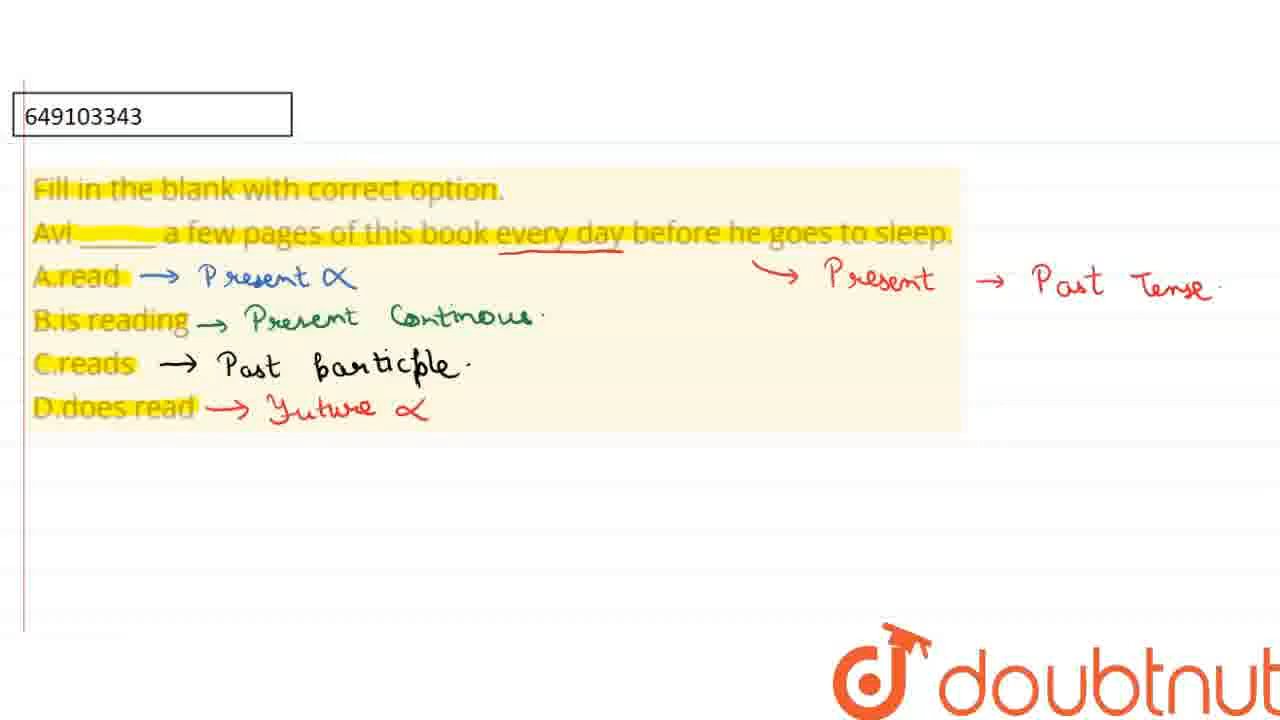 649103343
Fill in the blank with correct option.
Avi _____ a few pages of this book every day before he goes to sleep.
A.read → Present α → Present → Past Tense.
B.is reading → Present Continous.
C.reads → Past participle.
D.does read → Future α
doubtnut